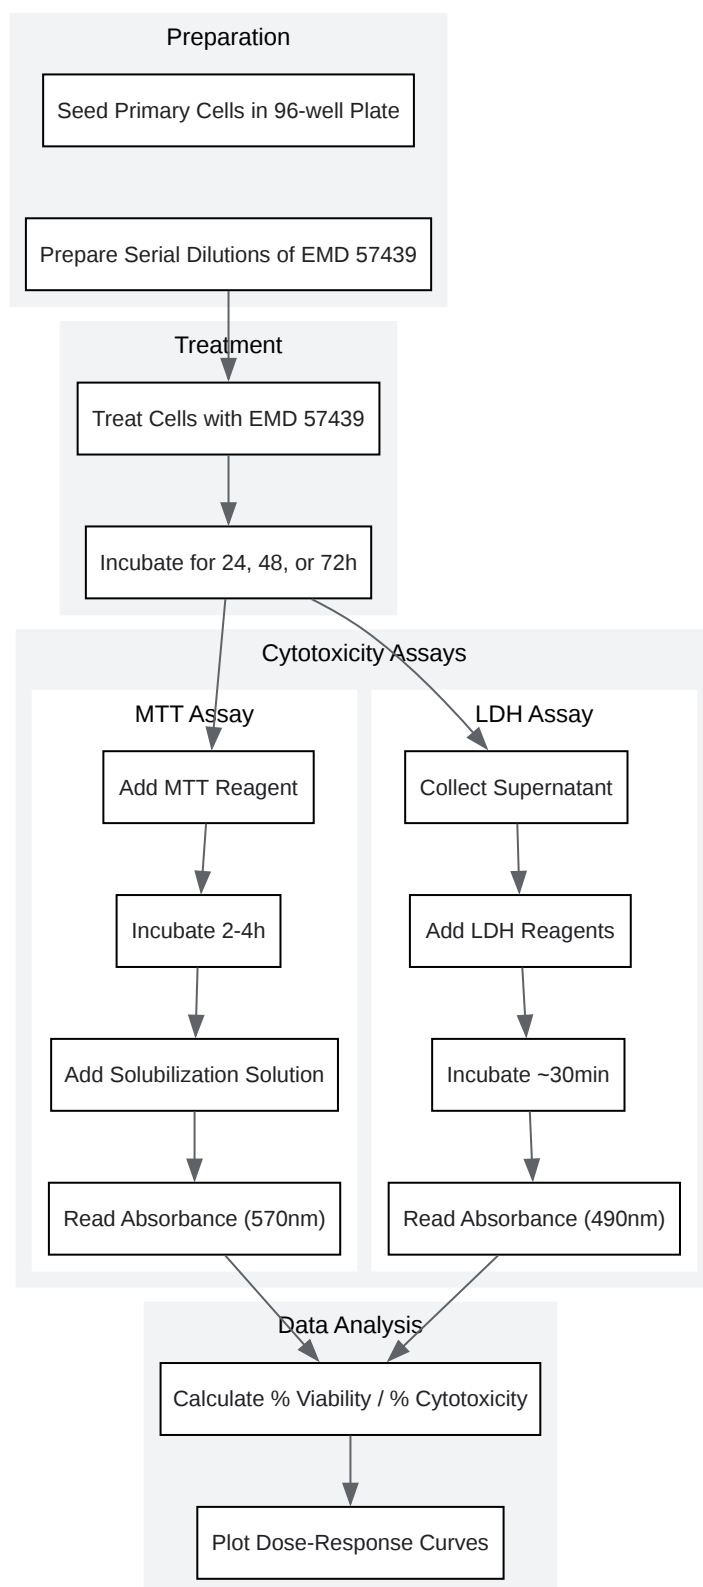 Preparation
Seed Primary Cells in 96-well Plate
Prepare Serial Dilutions of EMD 57439
Treatment
Treat Cells with EMD 57439
Incubate for 24, 48, or 72h
Cytotoxicity Assays
MTT Assay
Add MTT Reagent
Incubate 2-4h
Add Solubilization Solution
Read Absorbance (570nm)
LDH Assay
Collect Supernatant
Add LDH Reagents
Incubate ~30min
Read Absorbance (490nm)
Data Analysis
Calculate % Viability / % Cytotoxicity
Plot Dose-Response Curves